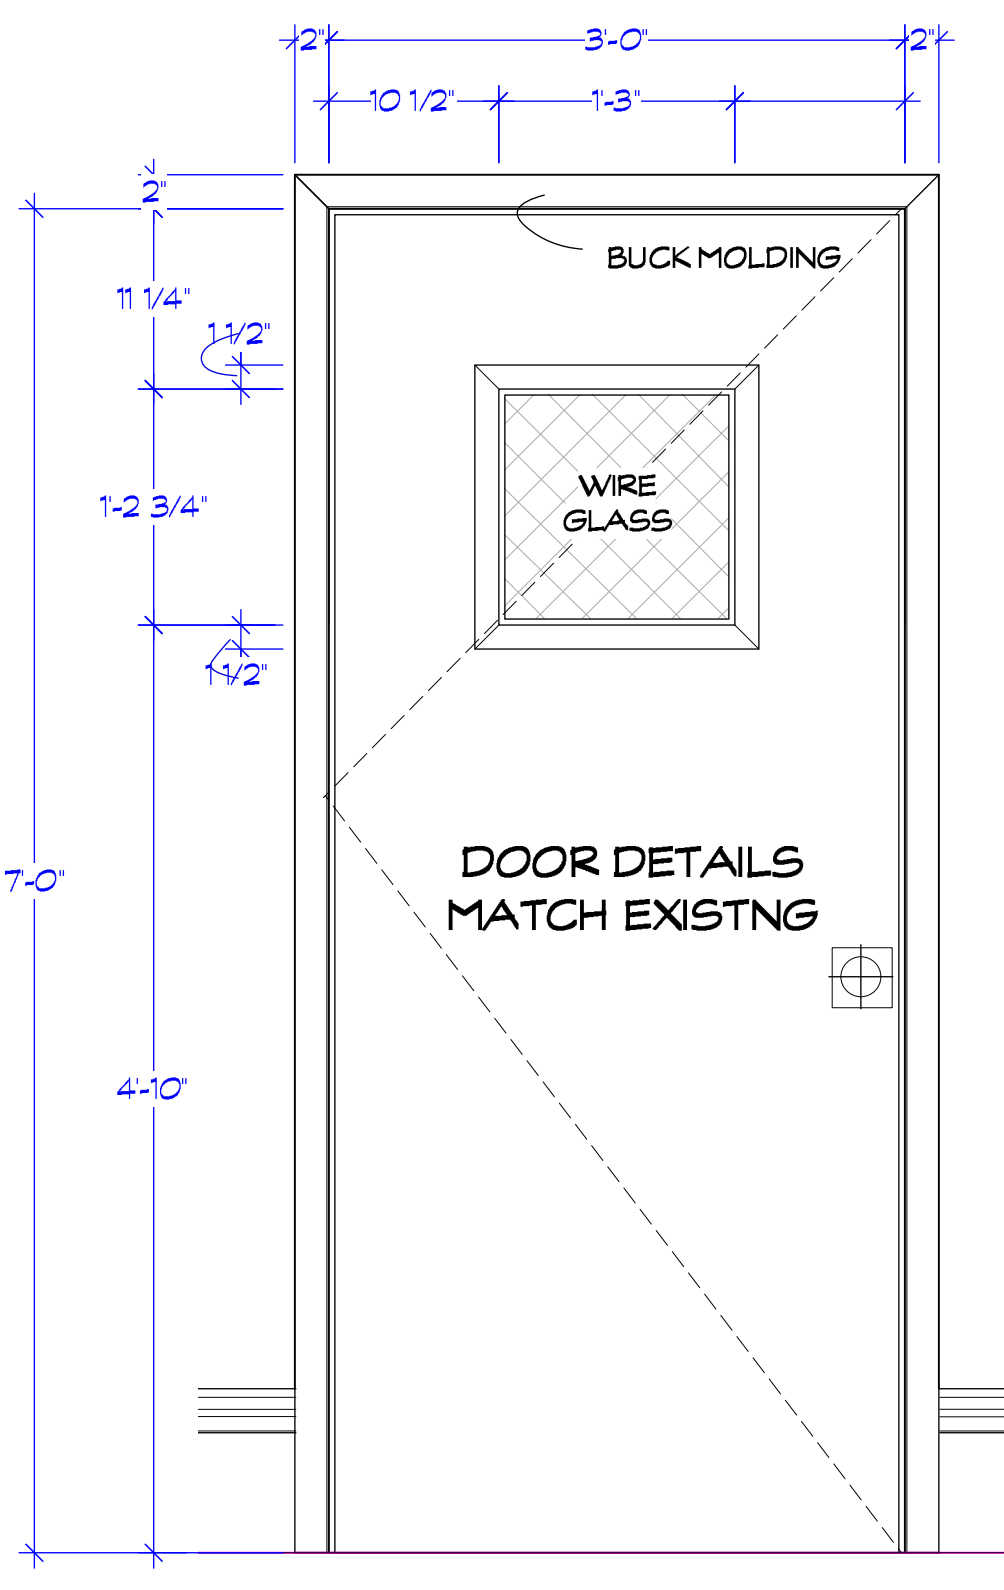 2" 3'-0" 2"
10 1/2" 1'-3"
2"
BUCK MOLDING
11 1/4"
1 1/2"
WIRE
GLASS
1'-2 3/4"
1 1/2"
DOOR DETAILS
MATCH EXISTNG
7'-0"
4'-10"